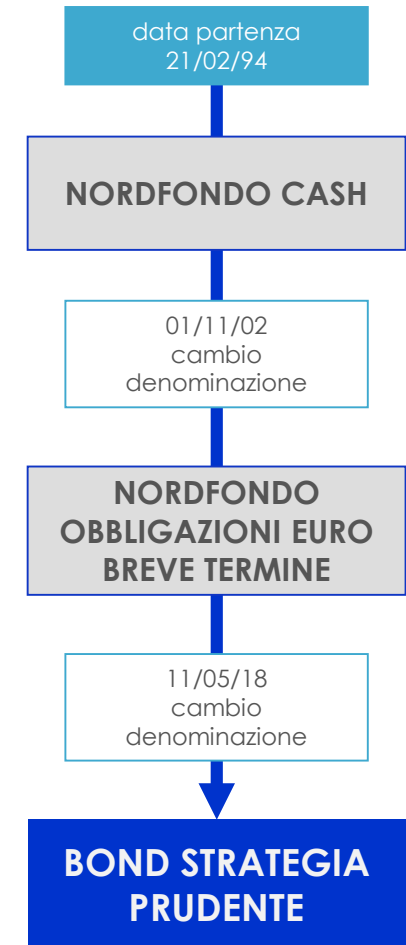 data partenza
21/02/94
NORDFONDO CASH
01/11/02
cambio
denominazione
NORDFONDO
OBBLIGAZIONI EURO
BREVE TERMINE
11/05/18
cambio
denominazione
BOND STRATEGIA
PRUDENTE